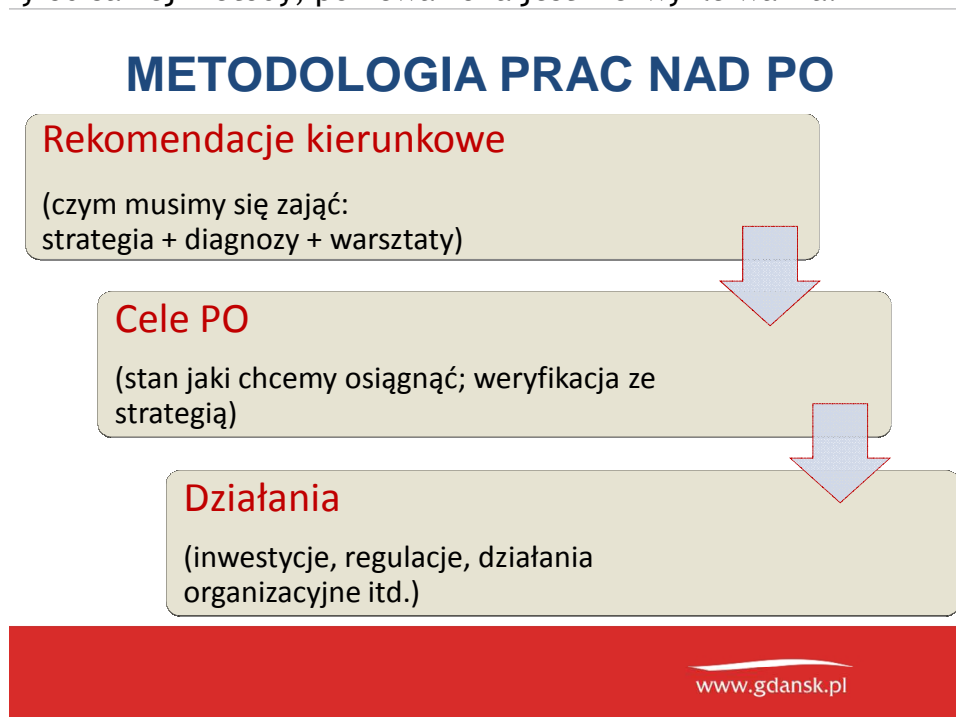 METODOLOGIA PRAC NAD PO
Rekomendacje kierunkowe
(czym musimy się zająć:
strategia + diagnozy + warsztaty)
Cele PO
(stan jaki chcemy osiągnąć; weryfikacja ze
strategią)
Działania
(inwestycje, regulacje, działania
organizacyjne itd.)
www.gdansk.pl